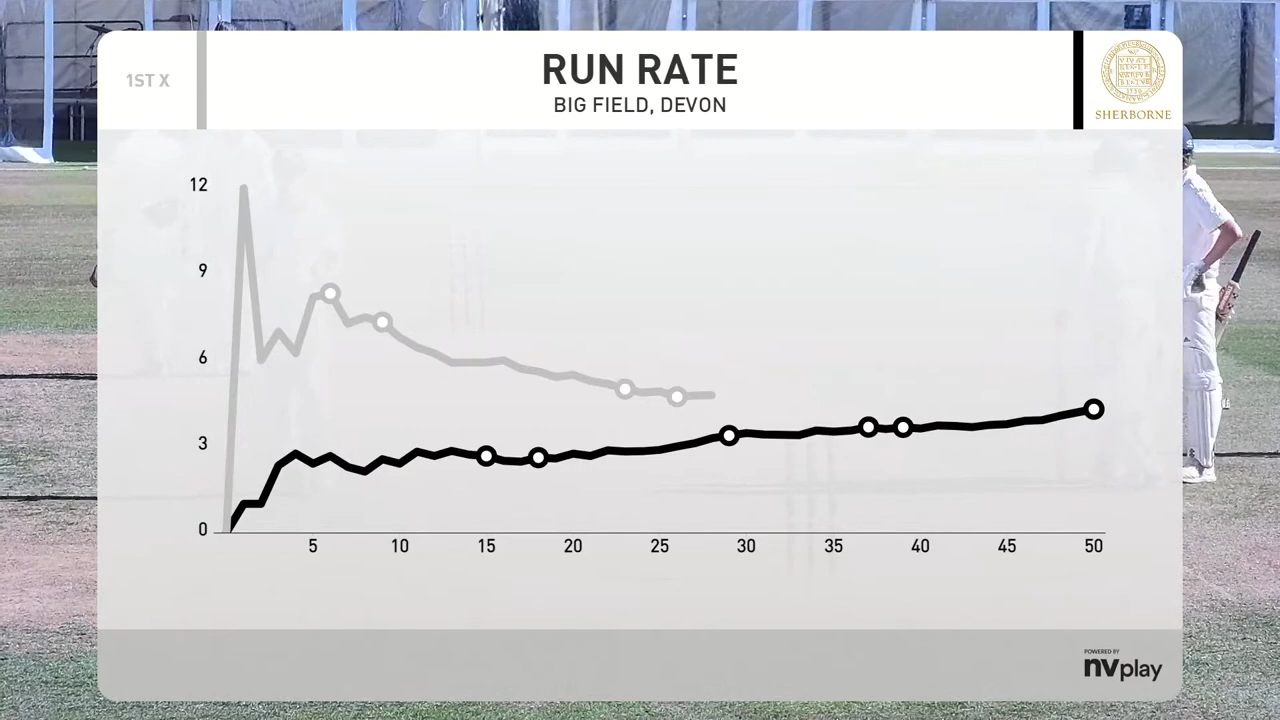 1ST X
RUN RATE
BIG FIELD, DEVON
SHERBORNE
12
9
6
3
0
5 10 15 20 25 30 35 40 45 50
POWERED BY
nvplay